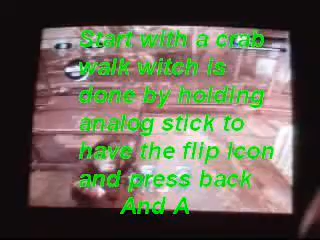 Start with a crab
walk witch is
done by holding
analog stick to
have the flip icon
and press back
And A